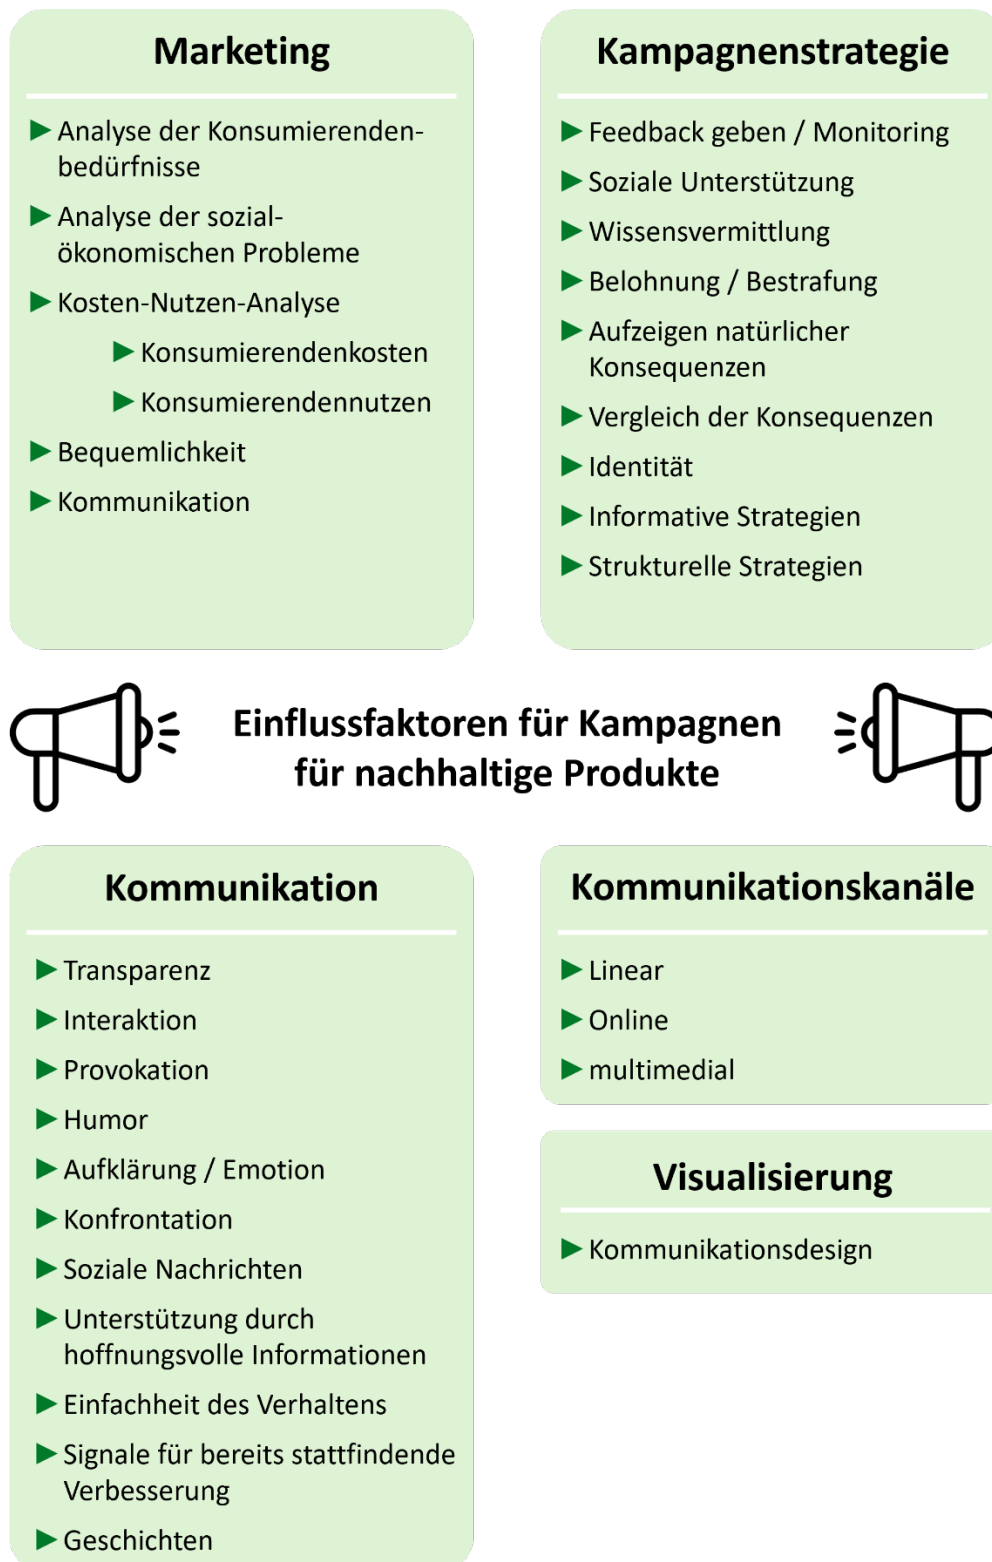 Marketing
Analyse der Konsumierenden-
bedürfnisse
Analyse der sozial-
ökonomischen Probleme
Kosten-Nutzen-Analyse
Konsumierendenkosten
Konsumierendennutzen
Bequemlichkeit
Kommunikation
Kampagnenstrategie
Feedback geben / Monitoring
Soziale Unterstützung
Wissensvermittlung
Belohnung / Bestrafung
Aufzeigen natürlicher
Konsequenzen
Vergleich der Konsequenzen
Identität
Informative Strategien
Strukturelle Strategien
Einflussfaktoren für Kampagnen
für nachhaltige Produkte
Kommunikation
Transparenz
Interaktion
Provokation
Humor
Aufklärung / Emotion
Konfrontation
Soziale Nachrichten
Unterstützung durch
hoffnungsvolle Informationen
Einfachheit des Verhaltens
Signale für bereits stattfindende
Verbesserung
Geschichten
Kommunikationskanäle
Linear
Online
multimedial
Visualisierung
Kommunikationsdesign